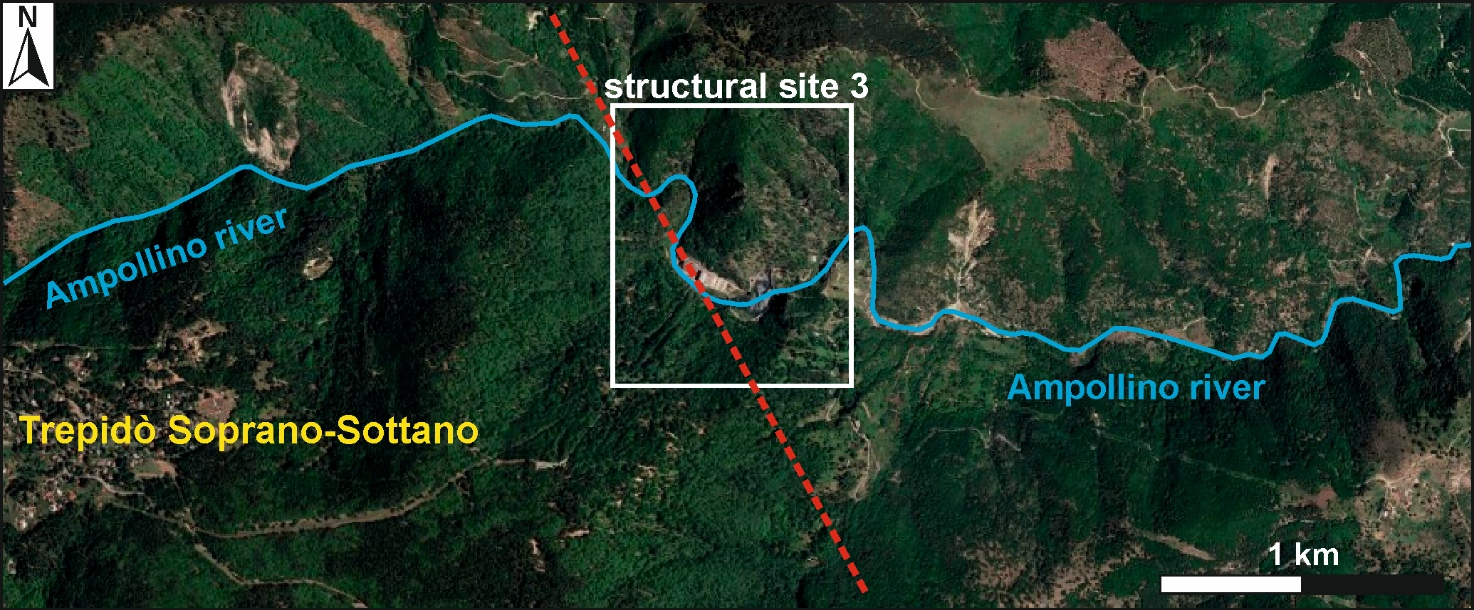 N
structural site 3
Ampollino river
Ampollino river
Trepidò Soprano-Sottano
1 km